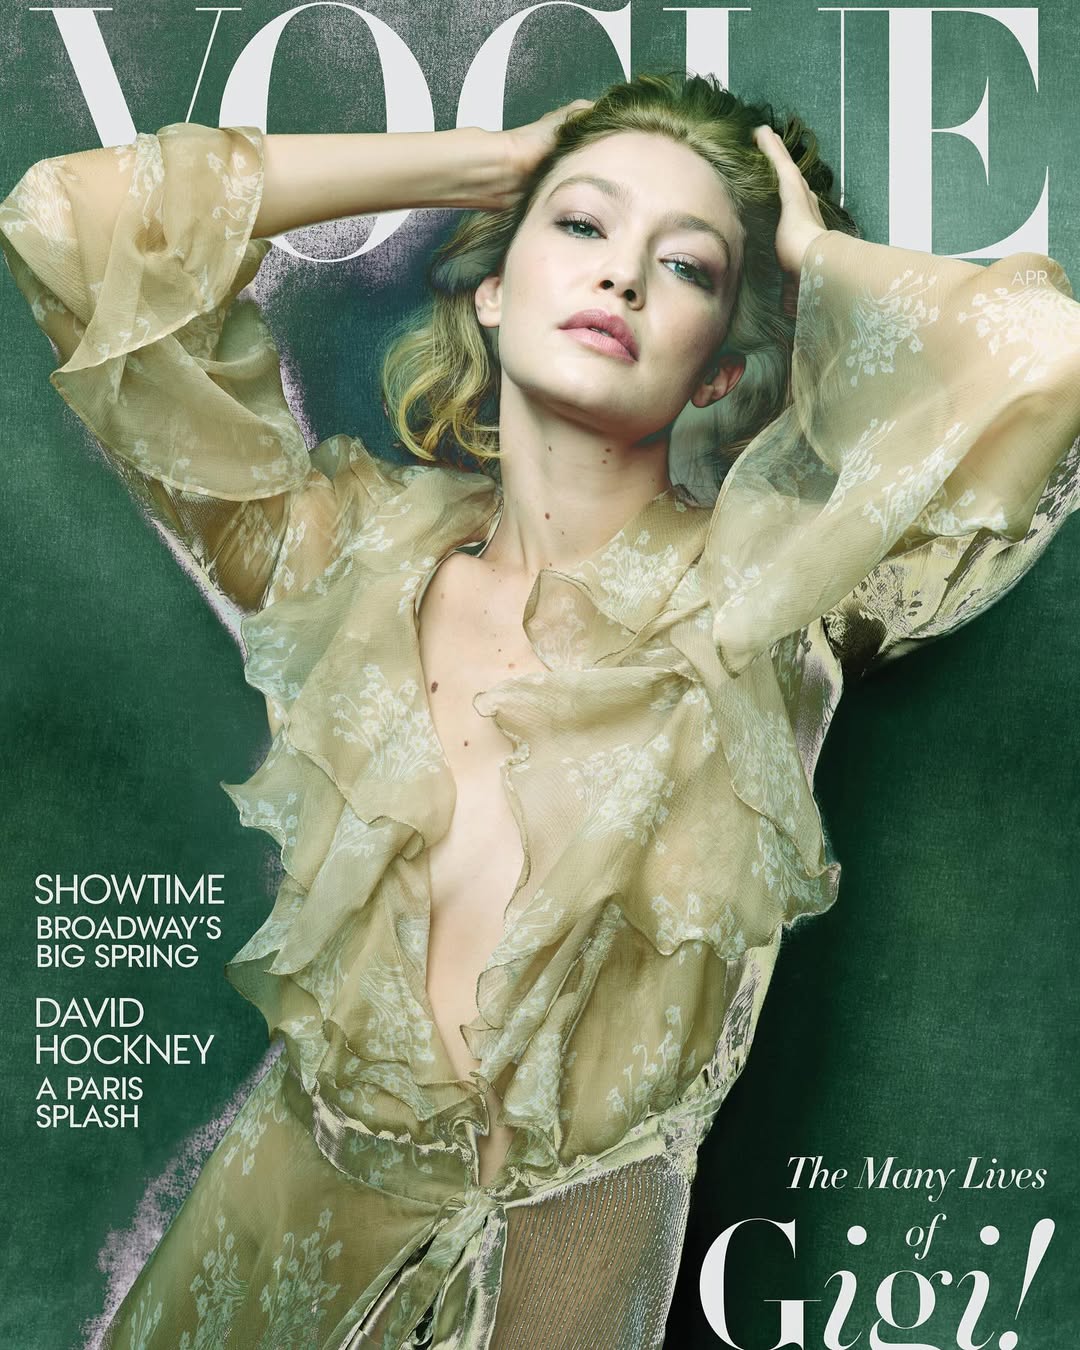 VOGUE
APR
SHOWTIME
BROADWAY'S
BIG SPRING
DAVID
HOCKNEY
A PARIS
SPLASH
The Many Lives
of
Gigi!